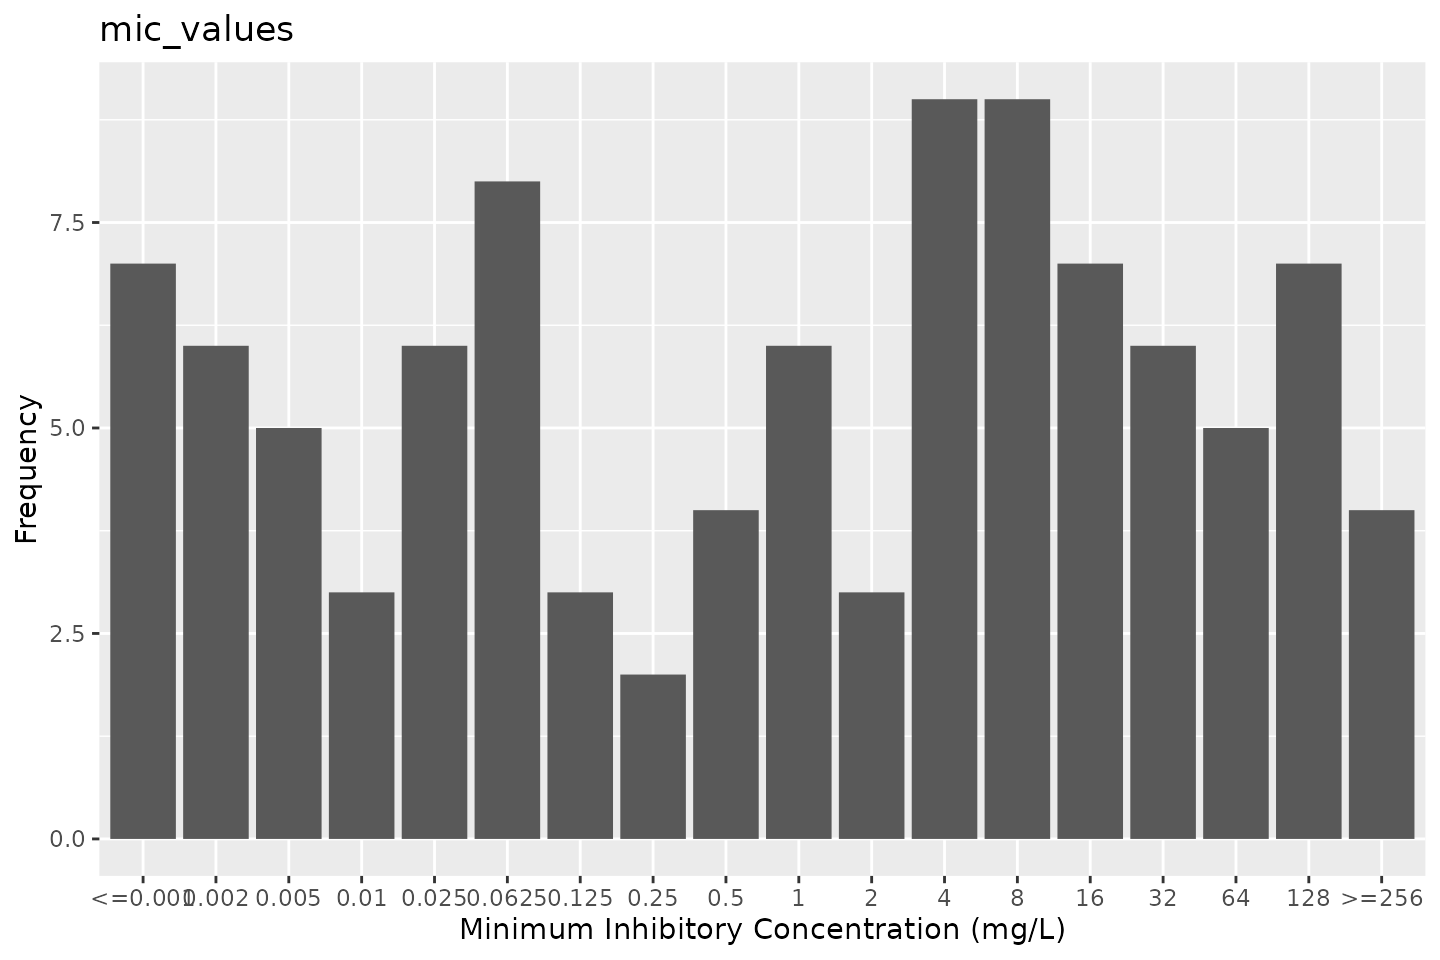 mic_values
Frequency
7.5
5.0
2.5
0.0
<=0.001 0.002 0.005 0.01 0.025 0.0625 0.125 0.25 0.5 1 2 4 8 16 32 64 128 >=256
Minimum Inhibitory Concentration (mg/L)